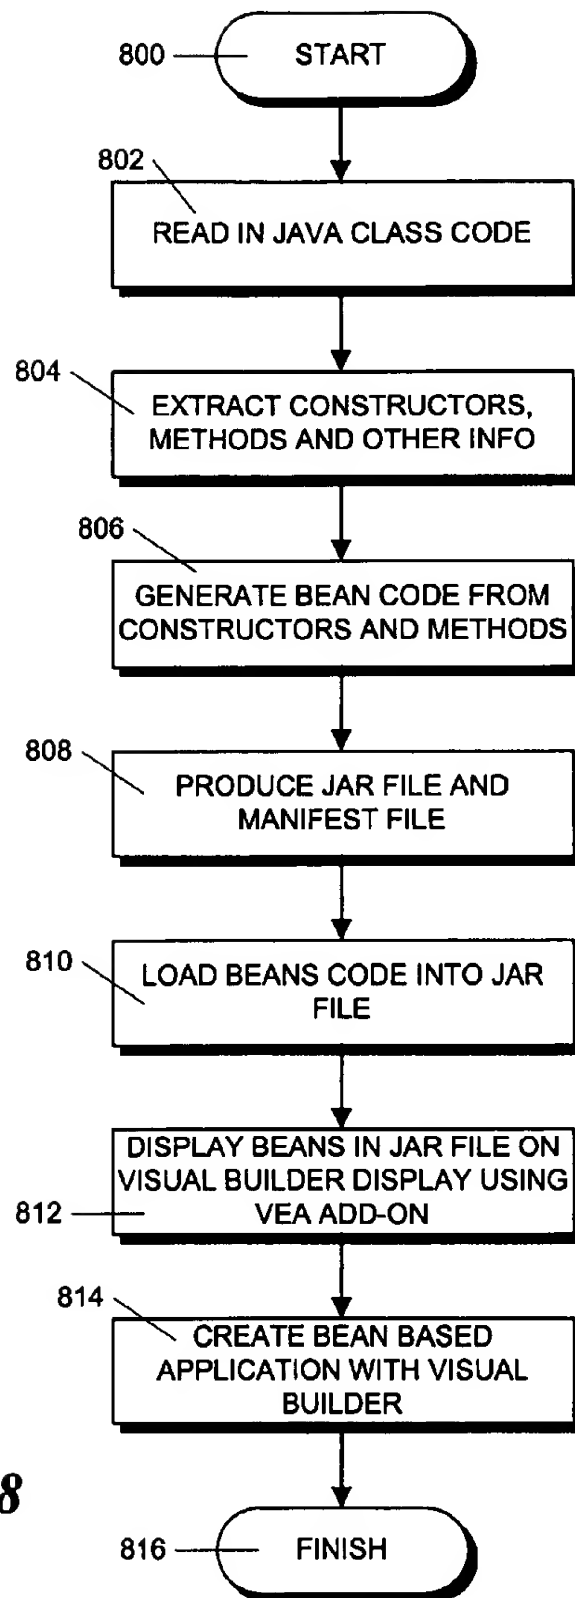 800
START
802
READ IN JAVA CLASS CODE
804
EXTRACT CONSTRUCTORS,
METHODS AND OTHER INFO
806
GENERATE BEAN CODE FROM
CONSTRUCTORS AND METHODS
808
PRODUCE JAR FILE AND
MANIFEST FILE
810
LOAD BEANS CODE INTO JAR
FILE
DISPLAY BEANS IN JAR FILE ON
VISUAL BUILDER DISPLAY USING
812
VEA ADD-ON
814
CREATE BEAN BASED
APPLICATION WITH VISUAL
BUILDER
8
816
FINISH